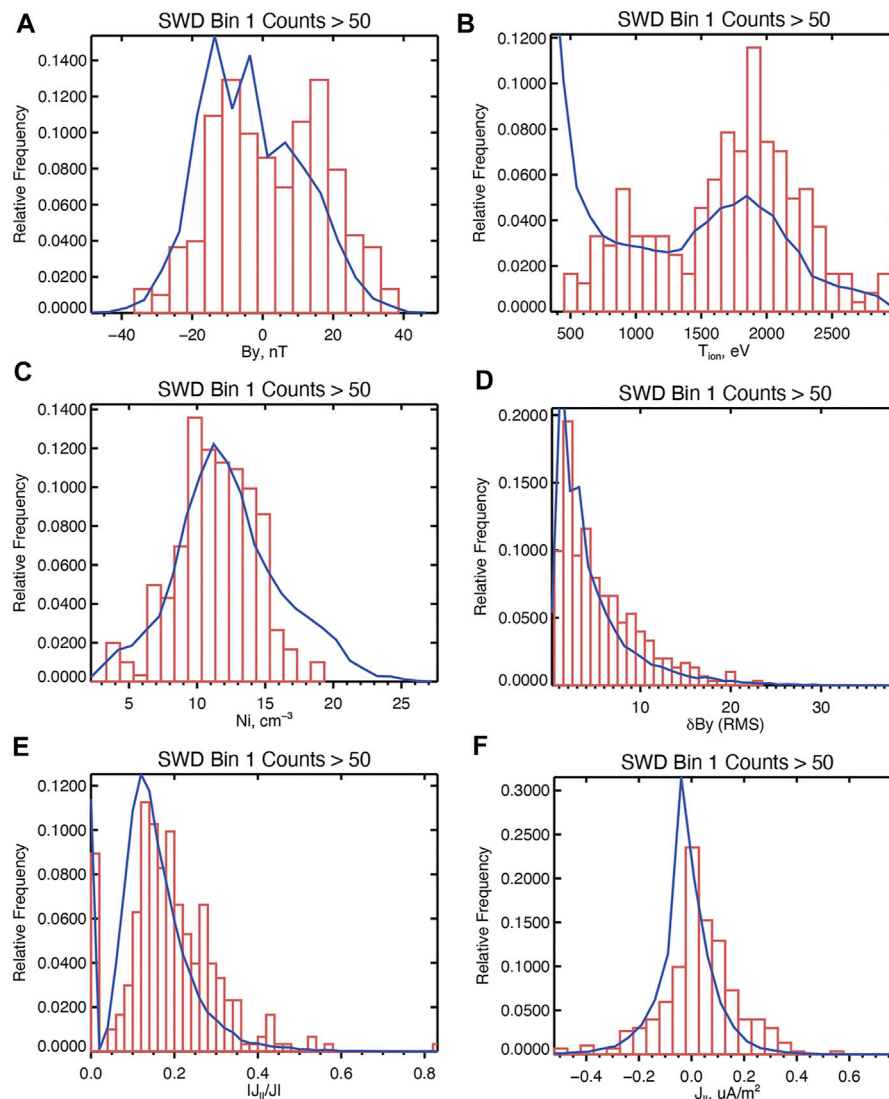 A
SWD Bin 1 Counts > 50
0.1400
0.1200
0.1000
0.0800
0.0600
0.0400
0.0200
0.0000
Relative Frequency
−40 −20 0 20 40
By, nT
B
SWD Bin 1 Counts > 50
0.1200
0.1000
0.0800
0.0600
0.0400
0.0200
0.0000
Relative Frequency
500 1000 1500 2000 2500
Tion, eV
C
SWD Bin 1 Counts > 50
0.1400
0.1200
0.1000
0.0800
0.0600
0.0400
0.0200
0.0000
Relative Frequency
5 10 15 20 25
Ni, cm⁻³
D
SWD Bin 1 Counts > 50
0.2000
0.1500
0.1000
0.0500
0.0000
Relative Frequency
10 20 30
δBy (RMS)
E
SWD Bin 1 Counts > 50
0.1200
0.1000
0.0800
0.0600
0.0400
0.0200
0.0000
Relative Frequency
0.0 0.2 0.4 0.6 0.8
|J||/J|
F
SWD Bin 1 Counts > 50
0.3000
0.2500
0.2000
0.1500
0.1000
0.0500
0.0000
Relative Frequency
−0.4 −0.2 0.0 0.2 0.4 0.6
J||, uA/m²